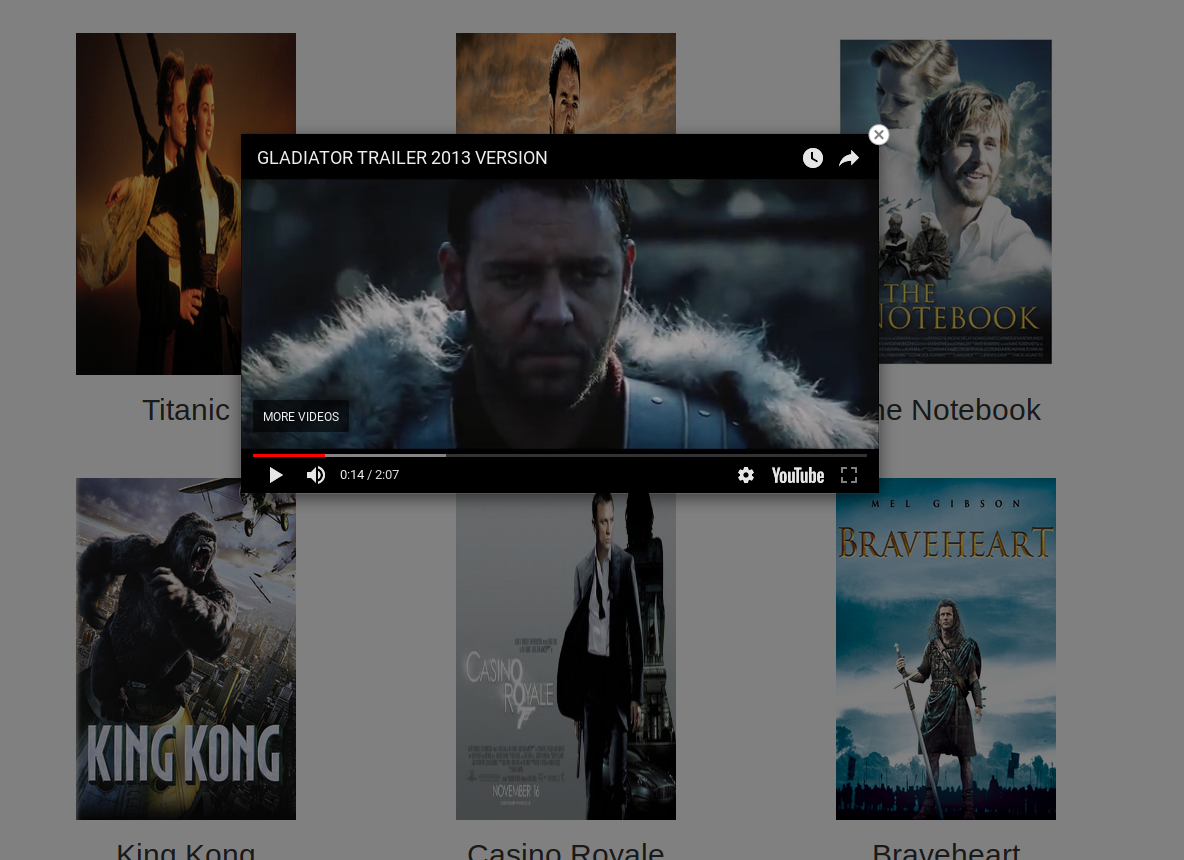 GLADIATOR TRAILER 2013 VERSION
THE
NOTEBOOK
MORE VIDEOS
Titanic
he Notebook
0:14 / 2:07
YouTube
MEL GIBSON
BRAVEHEART
CASINO
ROYALE
007
KING KONG
NOVEMBER 16
King Kong
Casino Royale
Braveheart